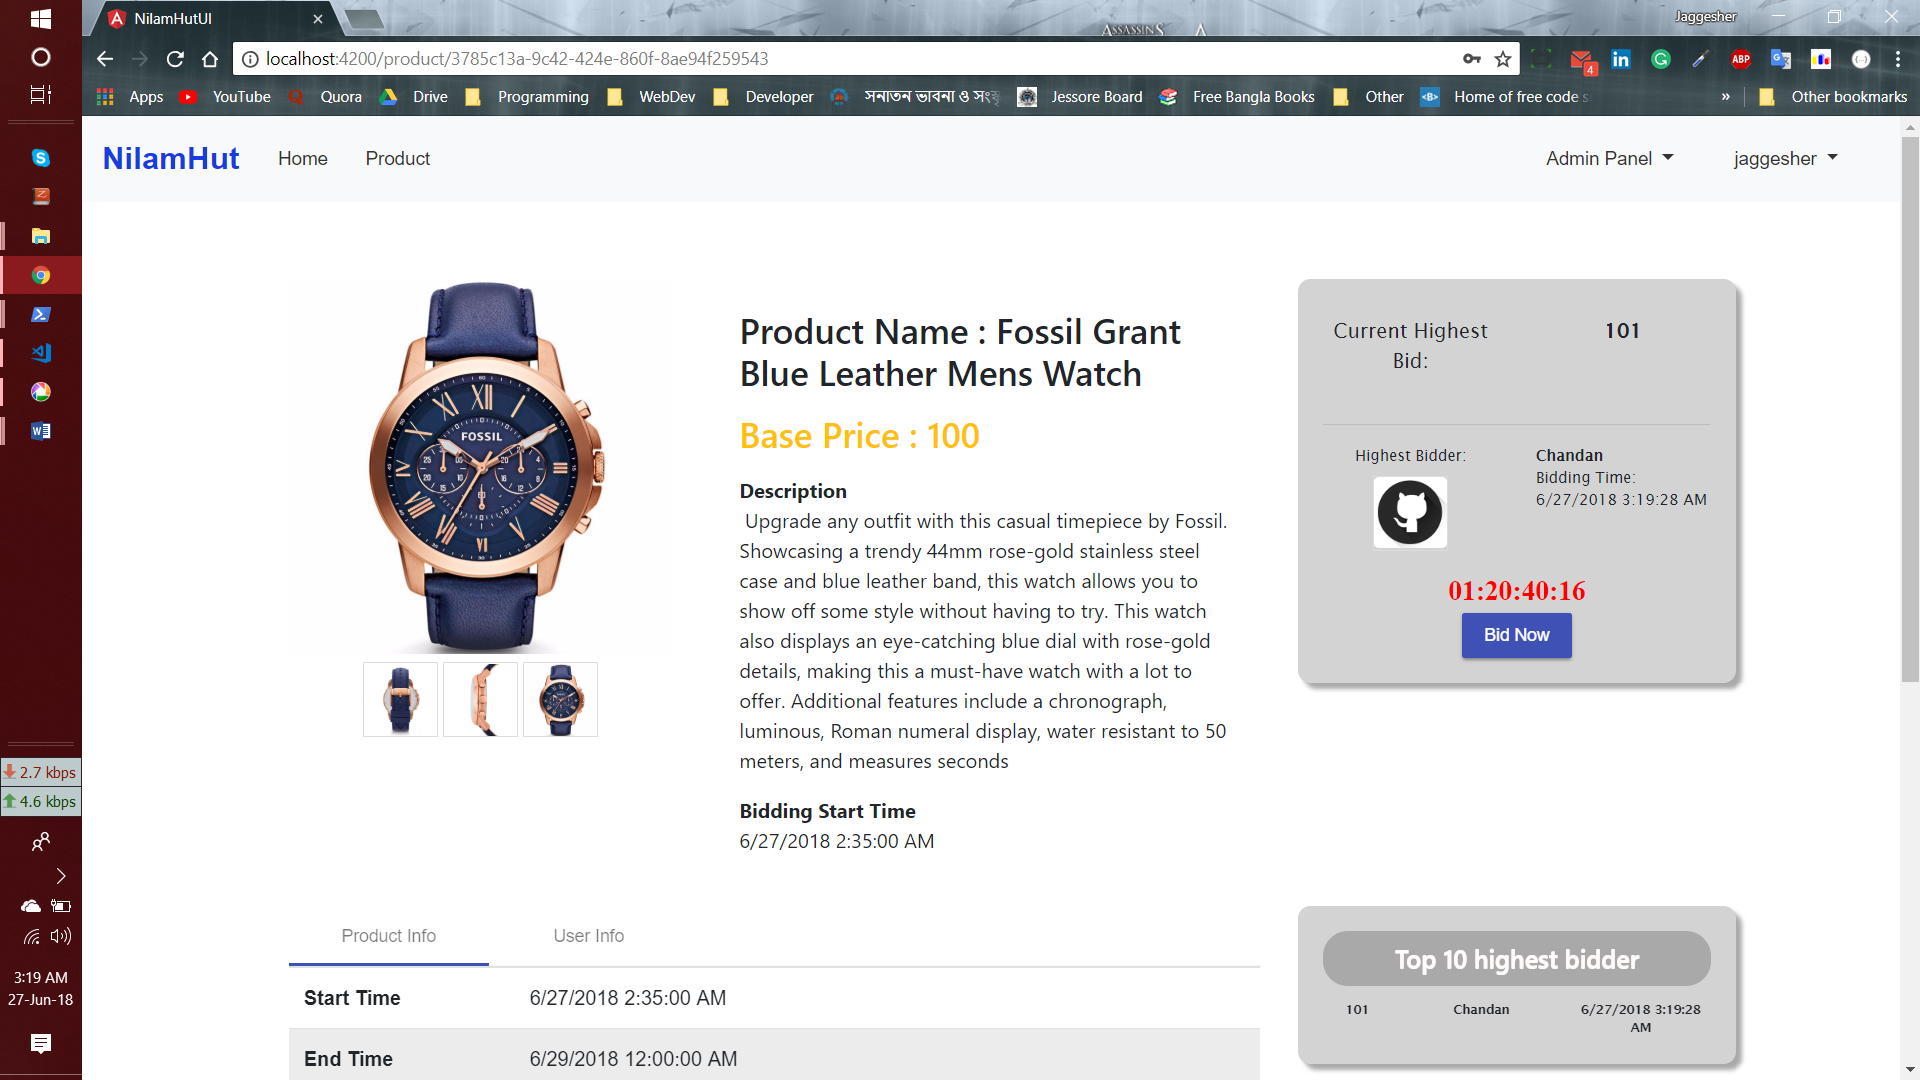 NilamHutUI
ASSASSINS
Jaggesher
localhost:4200/product/3785c13a-9c42-424e-860f-8ae94f259543
4
ABP
Apps
YouTube
Quora
Drive
Programming
WebDev
Developer
সনাতন ভাবনা ও
Jessore Board
Free Bangla Books
Other
Home of free code
»
Other bookmarks
NilamHut
Home
Product
Admin Panel
jaggesher
FOSSIL
Product Name : Fossil Grant
Blue Leather Mens Watch
Base Price : 100
Description
Upgrade any outfit with this casual timepiece by Fossil.
Showcasing a trendy 44mm rose-gold stainless steel
case and blue leather band, this watch allows you to
show off some style without having to try. This watch
also displays an eye-catching blue dial with rose-gold
details, making this a must-have watch with a lot to
offer. Additional features include a chronograph,
luminous, Roman numeral display, water resistant to 50
meters, and measures seconds
Bidding Start Time
6/27/2018 2:35:00 AM
Current Highest
Bid:
101
Highest Bidder:
Chandan
Bidding Time:
6/27/2018 3:19:28 AM
01:20:40:16
Bid Now
Product Info
User Info
Start Time
6/27/2018 2:35:00 AM
End Time
6/29/2018 12:00:00 AM
Top 10 highest bidder
101
Chandan
6/27/2018 3:19:28
AM
2.7 kbps
4.6 kbps
3:19 AM
27-Jun-18